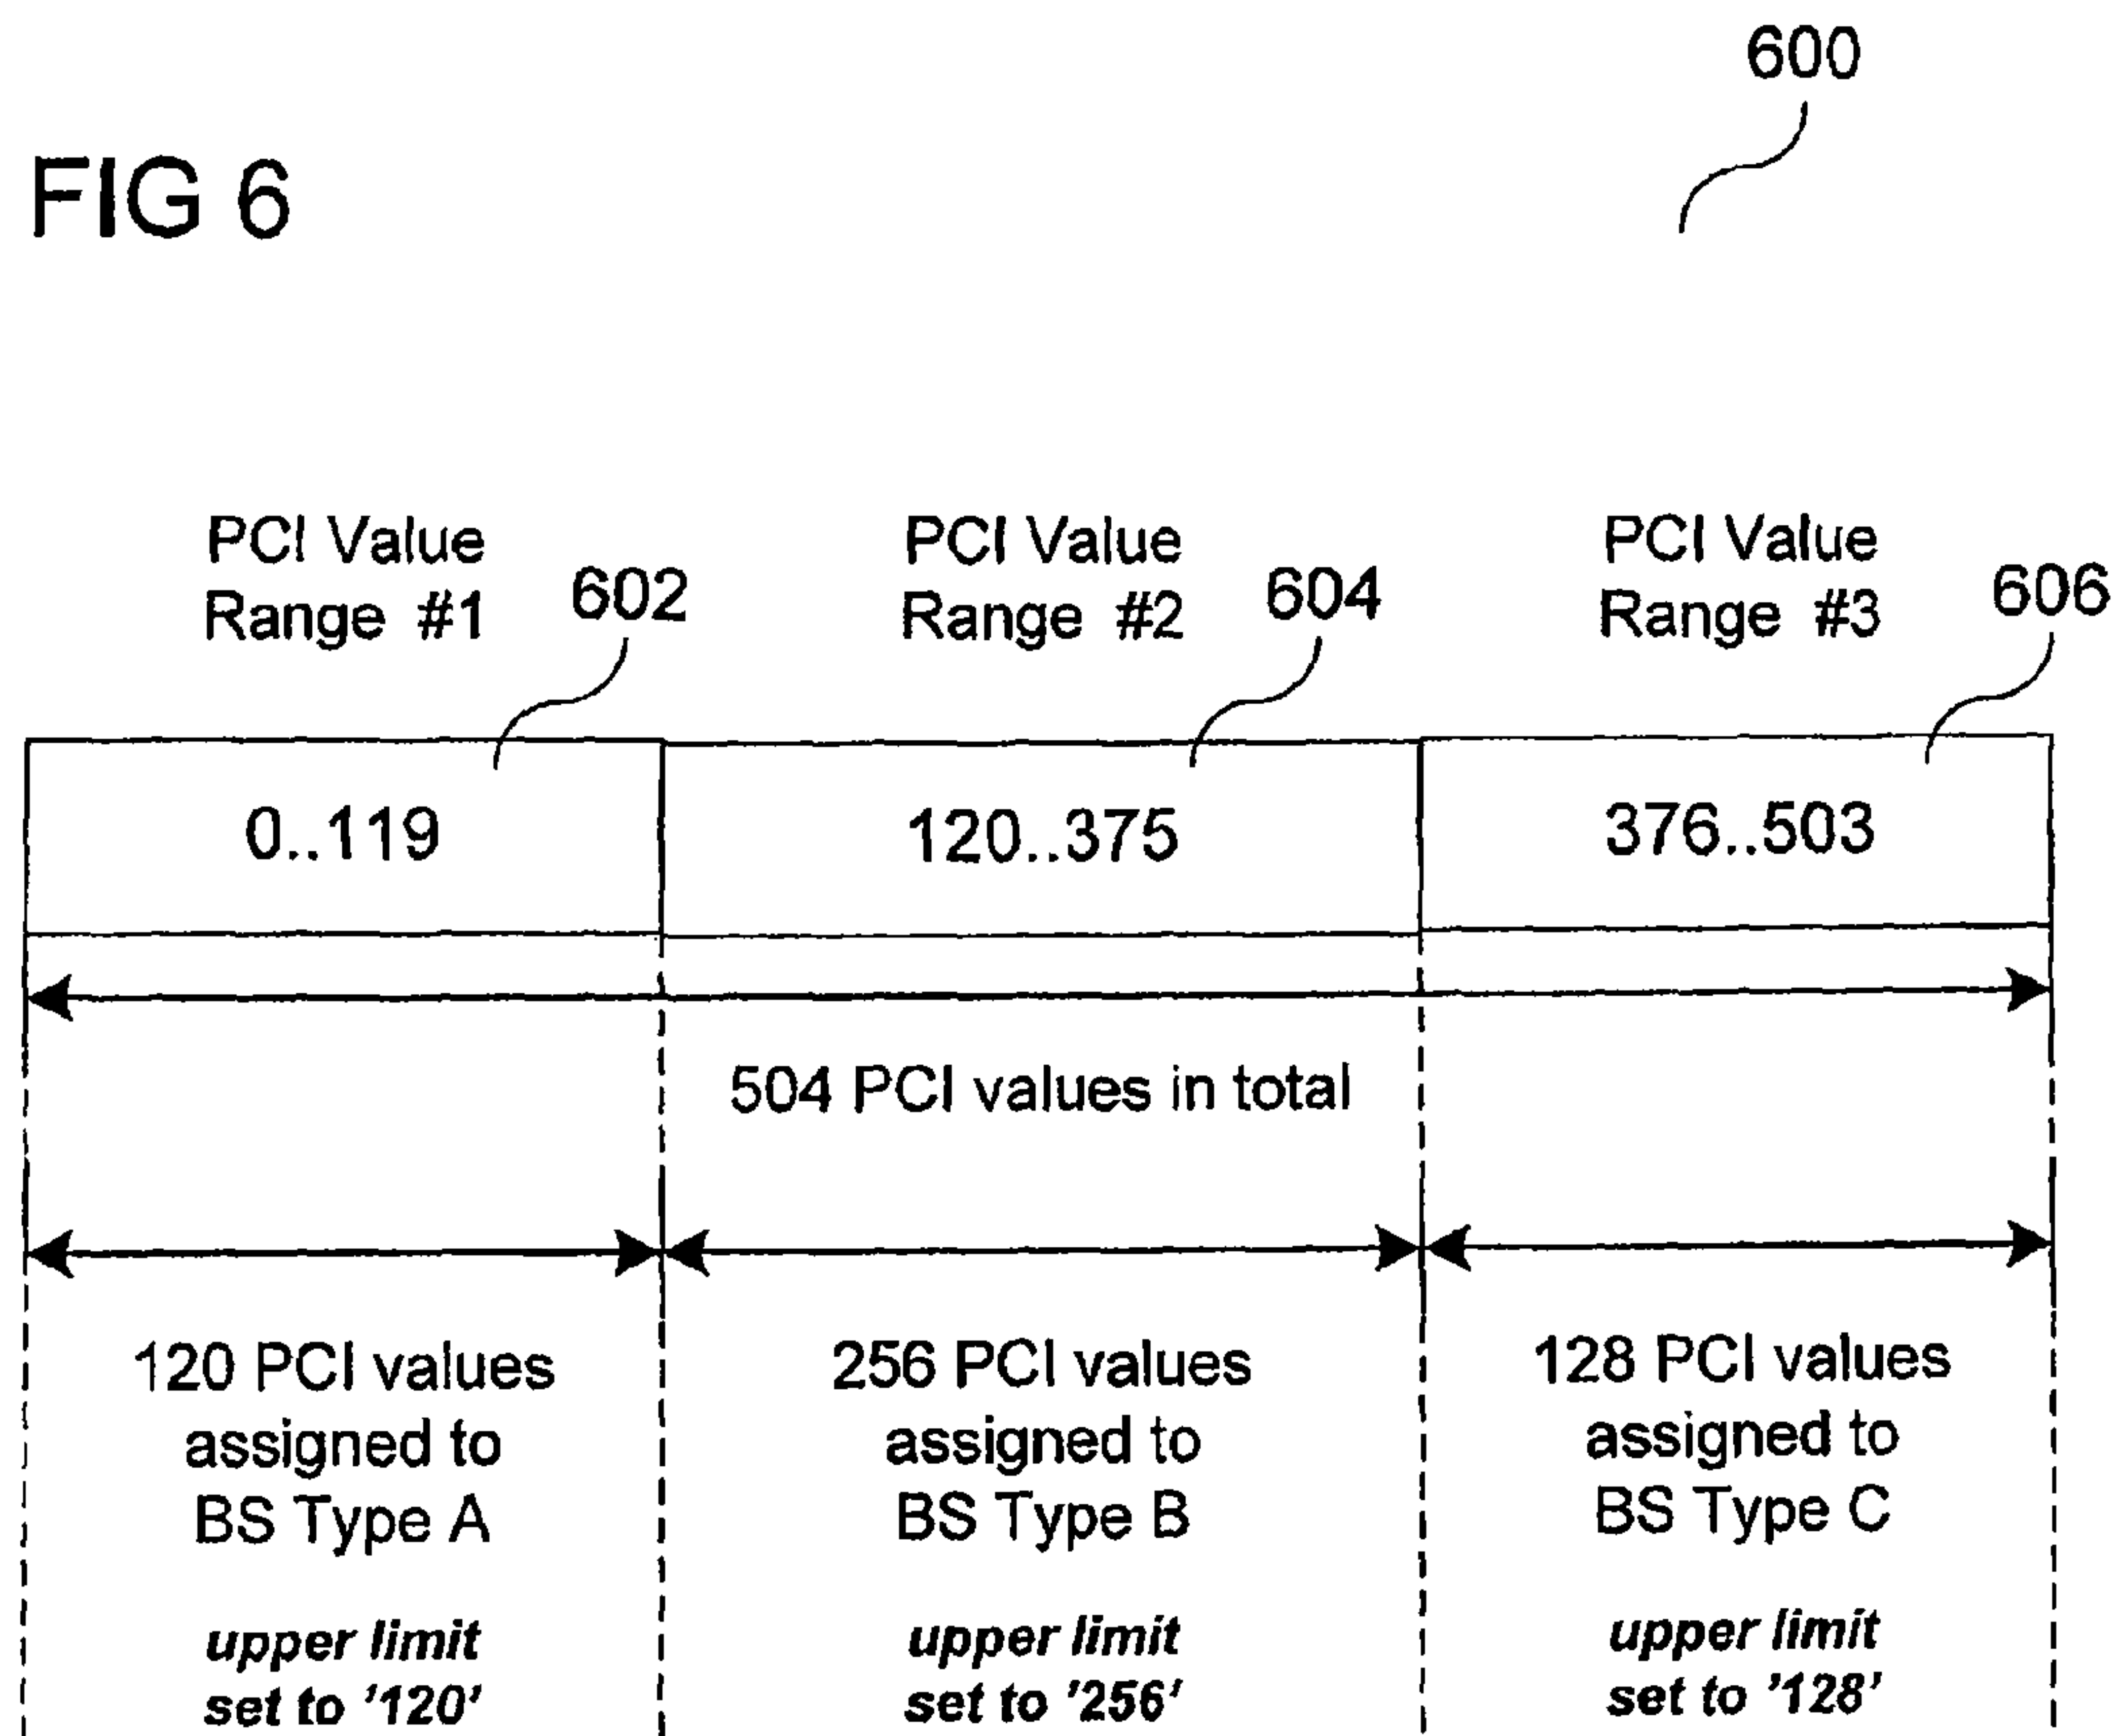 600
FIG 6
PCI Value
Range #1
602
PCI Value
Range #2
604
PCI Value
Range #3
606
0..119
120..375
376..503
504 PCI values in total
120 PCI values
assigned to
BS Type A
256 PCI values
assigned to
BS Type B
128 PCI values
assigned to
BS Type C
upper limit
set to '120'
upper limit
set to '256'
upper limit
set to '128'